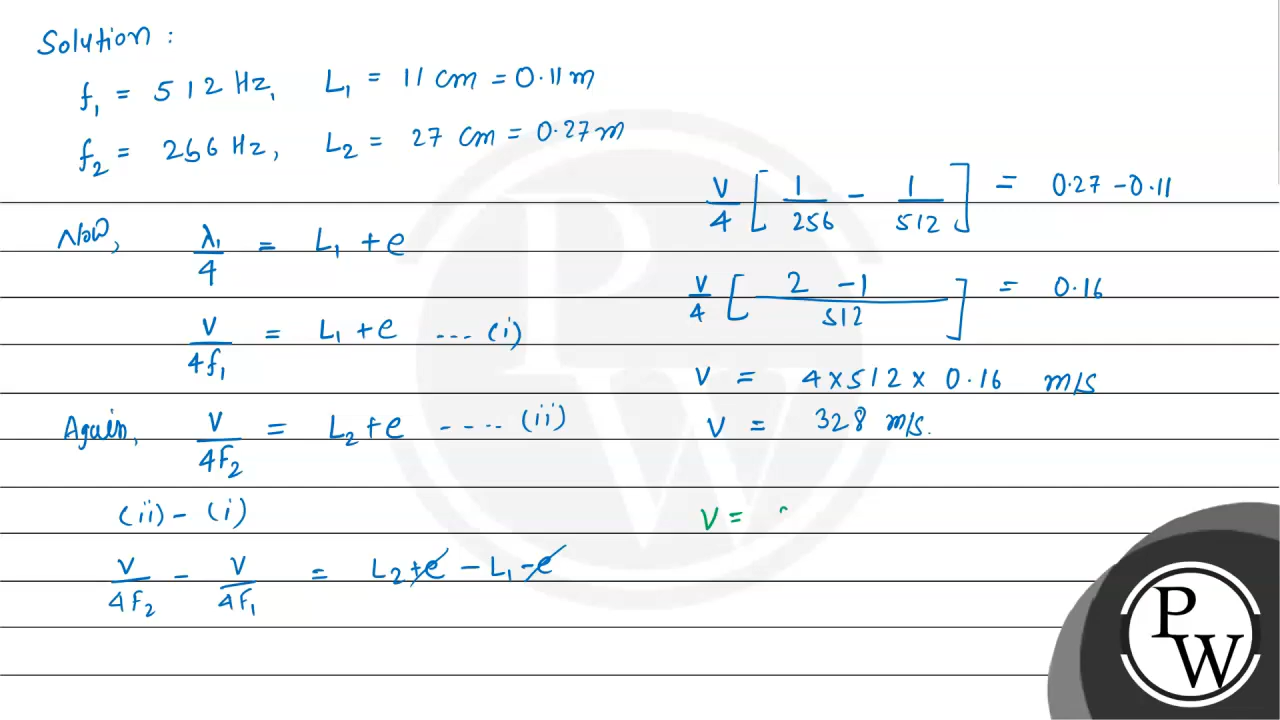 Solution :
f₁ = 512 Hz, L₁ = 11 cm = 0.11 m
f₂ = 256 Hz, L₂ = 27 cm = 0.27 m
Now, λ₁/4 = L₁ + e
V/4f₁ = L₁ + e ---- (i)
Again, V/4F₂ = L₂ + e ---- (ii)
(ii) - (i)
V/4F₂ - V/4F₁ = L₂ + e - L₁ - e
V/4 [1/256 - 1/512] = 0.27 - 0.11
V/4 [2 - 1/512] = 0.16
V = 4 × 512 × 0.16 m/s
V = 328 m/s.
V =
PW
PW